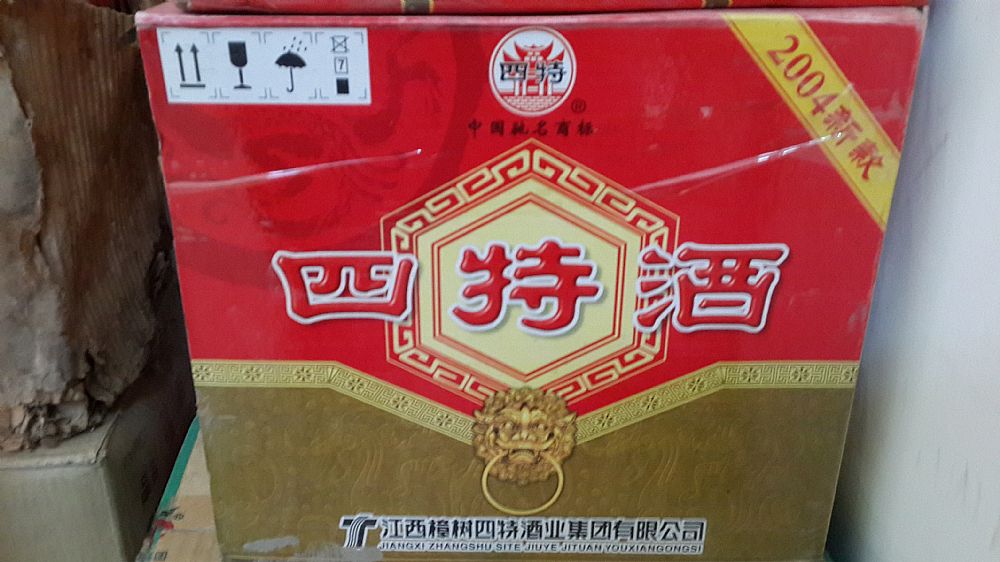 四特
®
中国驰名商标
2004新款
7
四特酒
江西樟树四特酒业集团有限公司
JIANGXI ZHANGSHU SITE JIUYE JITUAN YOUXIANGONGSI